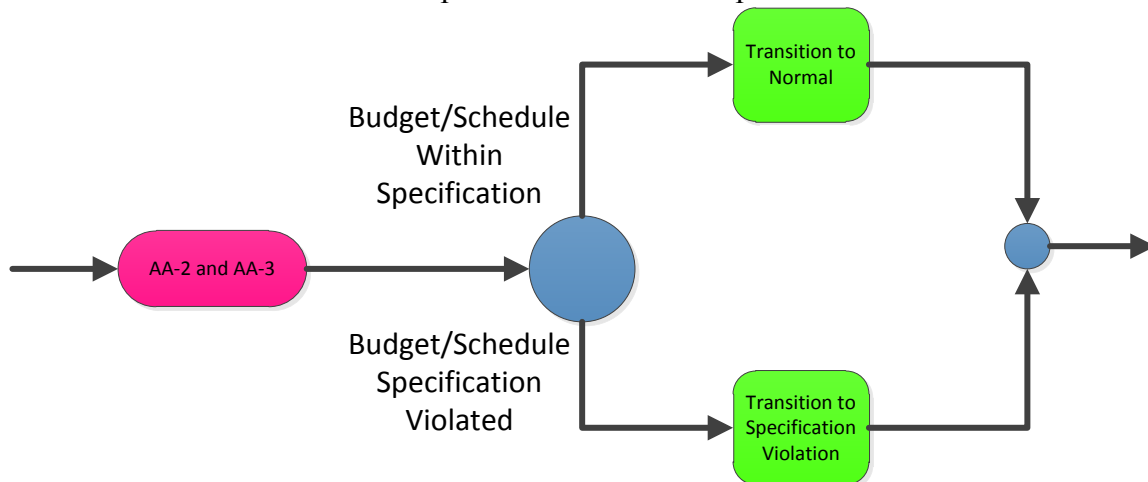 Transition to
Normal
Budget/Schedule
Within
Specification
AA-2 and AA-3
Budget/Schedule
Specification
Violated
Transition to
Specification
Violation